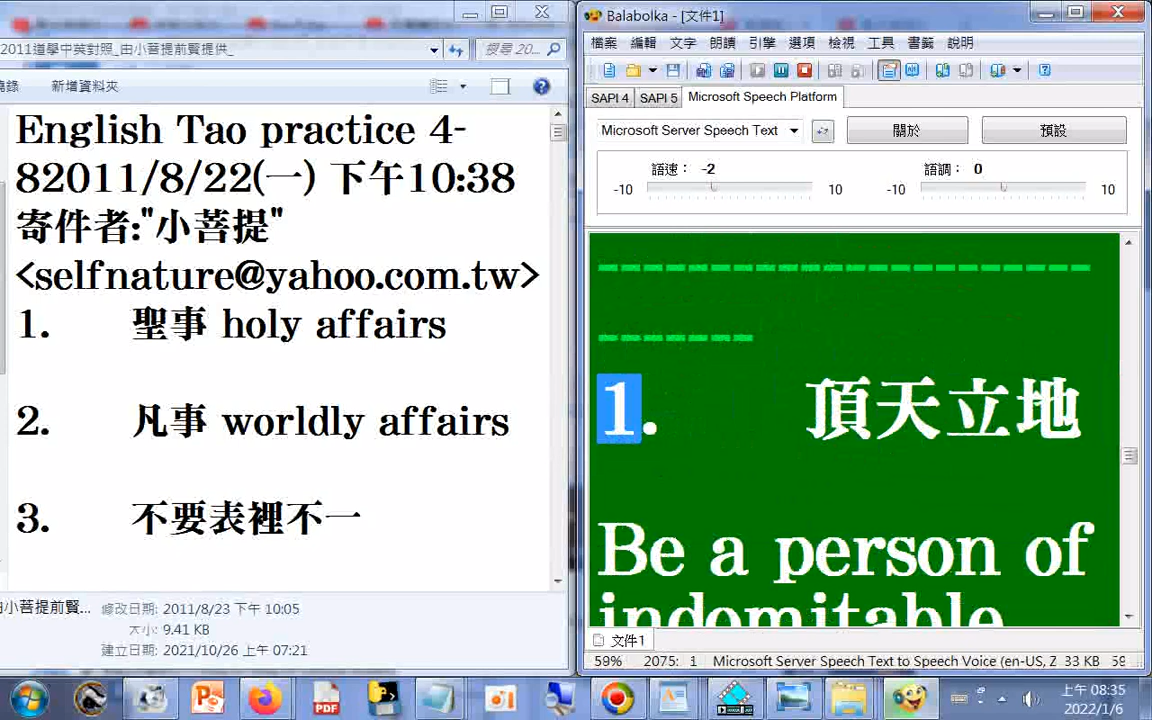 2011道學中英對照_由小菩提前賢提供_
搜尋 20...
新增資料夾
English Tao practice 4-
82011/8/22(一) 下午10:38
寄件者:"小菩提"
<selfnature@yahoo.com.tw>
1. 聖事 holy affairs
2. 凡事 worldly affairs
3. 不要表裡不一
由小菩提前賢... 修改日期: 2011/8/23 下午 10:05
大小: 9.41 KB
建立日期: 2021/10/26 上午 07:21
Balabolka - [文件1]
檔案 編輯 文字 朗讀 引擎 選項 檢視 工具 書籤 說明
SAPI 4 SAPI 5 Microsoft Speech Platform
Microsoft Server Speech Text 關於 預設
語速: -2 語調: 0
-10 10 -10 10
1. 頂天立地
Be a person of
indomitable
文件1
59% 2075: 1 Microsoft Server Speech Text to Speech Voice (en-US, Z 33 KB
上午 08:35
2022/1/6